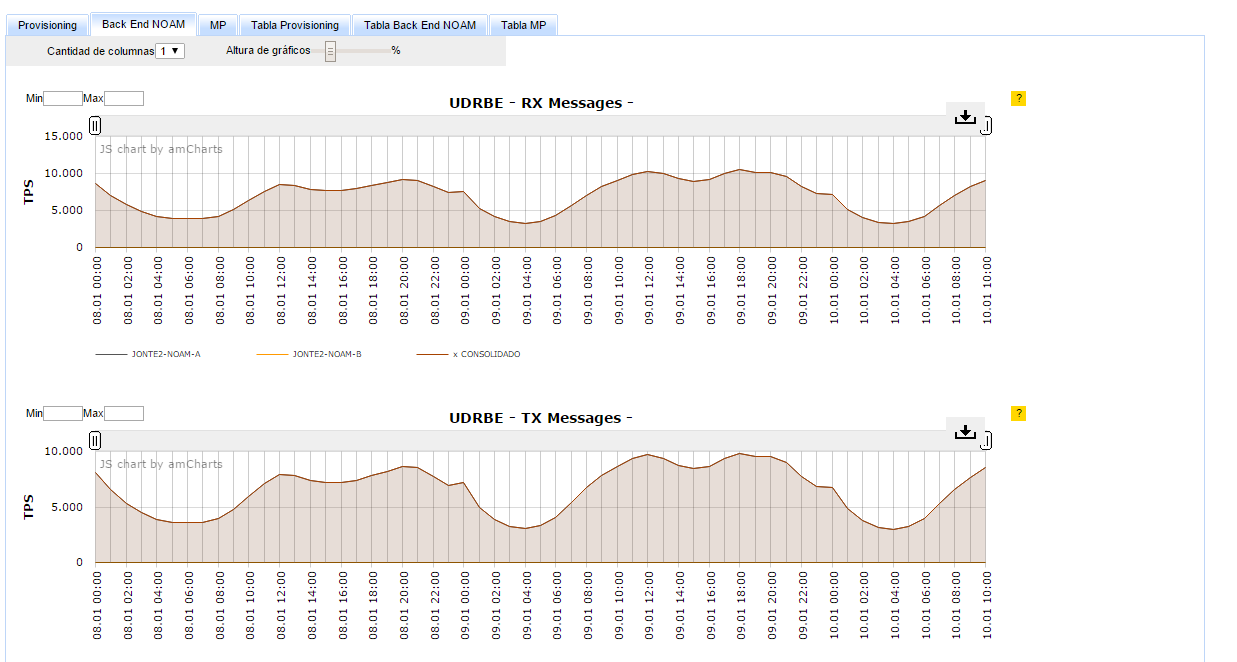 Provisioning Back End NOAM MP Tabla Provisioning Tabla Back End NOAM Tabla MP
Cantidad de columnas 1 ▼ Altura de gráficos %
Min Max
UDRBE - RX Messages -
?
JS chart by amCharts
TPS
15.000
10.000
5.000
0
08.01 00:00 08.01 02:00 08.01 04:00 08.01 06:00 08.01 08:00 08.01 10:00 08.01 12:00 08.01 14:00 08.01 16:00 08.01 18:00 08.01 20:00 08.01 22:00 09.01 00:00 09.01 02:00 09.01 04:00 09.01 06:00 09.01 08:00 09.01 10:00 09.01 12:00 09.01 14:00 09.01 16:00 09.01 18:00 09.01 20:00 09.01 22:00 10.01 00:00 10.01 02:00 10.01 04:00 10.01 06:00 10.01 08:00 10.01 10:00
JONTE2-NOAM-A JONTE2-NOAM-B x CONSOLIDADO
Min Max
UDRBE - TX Messages -
?
JS chart by amCharts
TPS
10.000
5.000
0
08.01 00:00 08.01 02:00 08.01 04:00 08.01 06:00 08.01 08:00 08.01 10:00 08.01 12:00 08.01 14:00 08.01 16:00 08.01 18:00 08.01 20:00 08.01 22:00 09.01 00:00 09.01 02:00 09.01 04:00 09.01 06:00 09.01 08:00 09.01 10:00 09.01 12:00 09.01 14:00 09.01 16:00 09.01 18:00 09.01 20:00 09.01 22:00 10.01 00:00 10.01 02:00 10.01 04:00 10.01 06:00 10.01 08:00 10.01 10:00